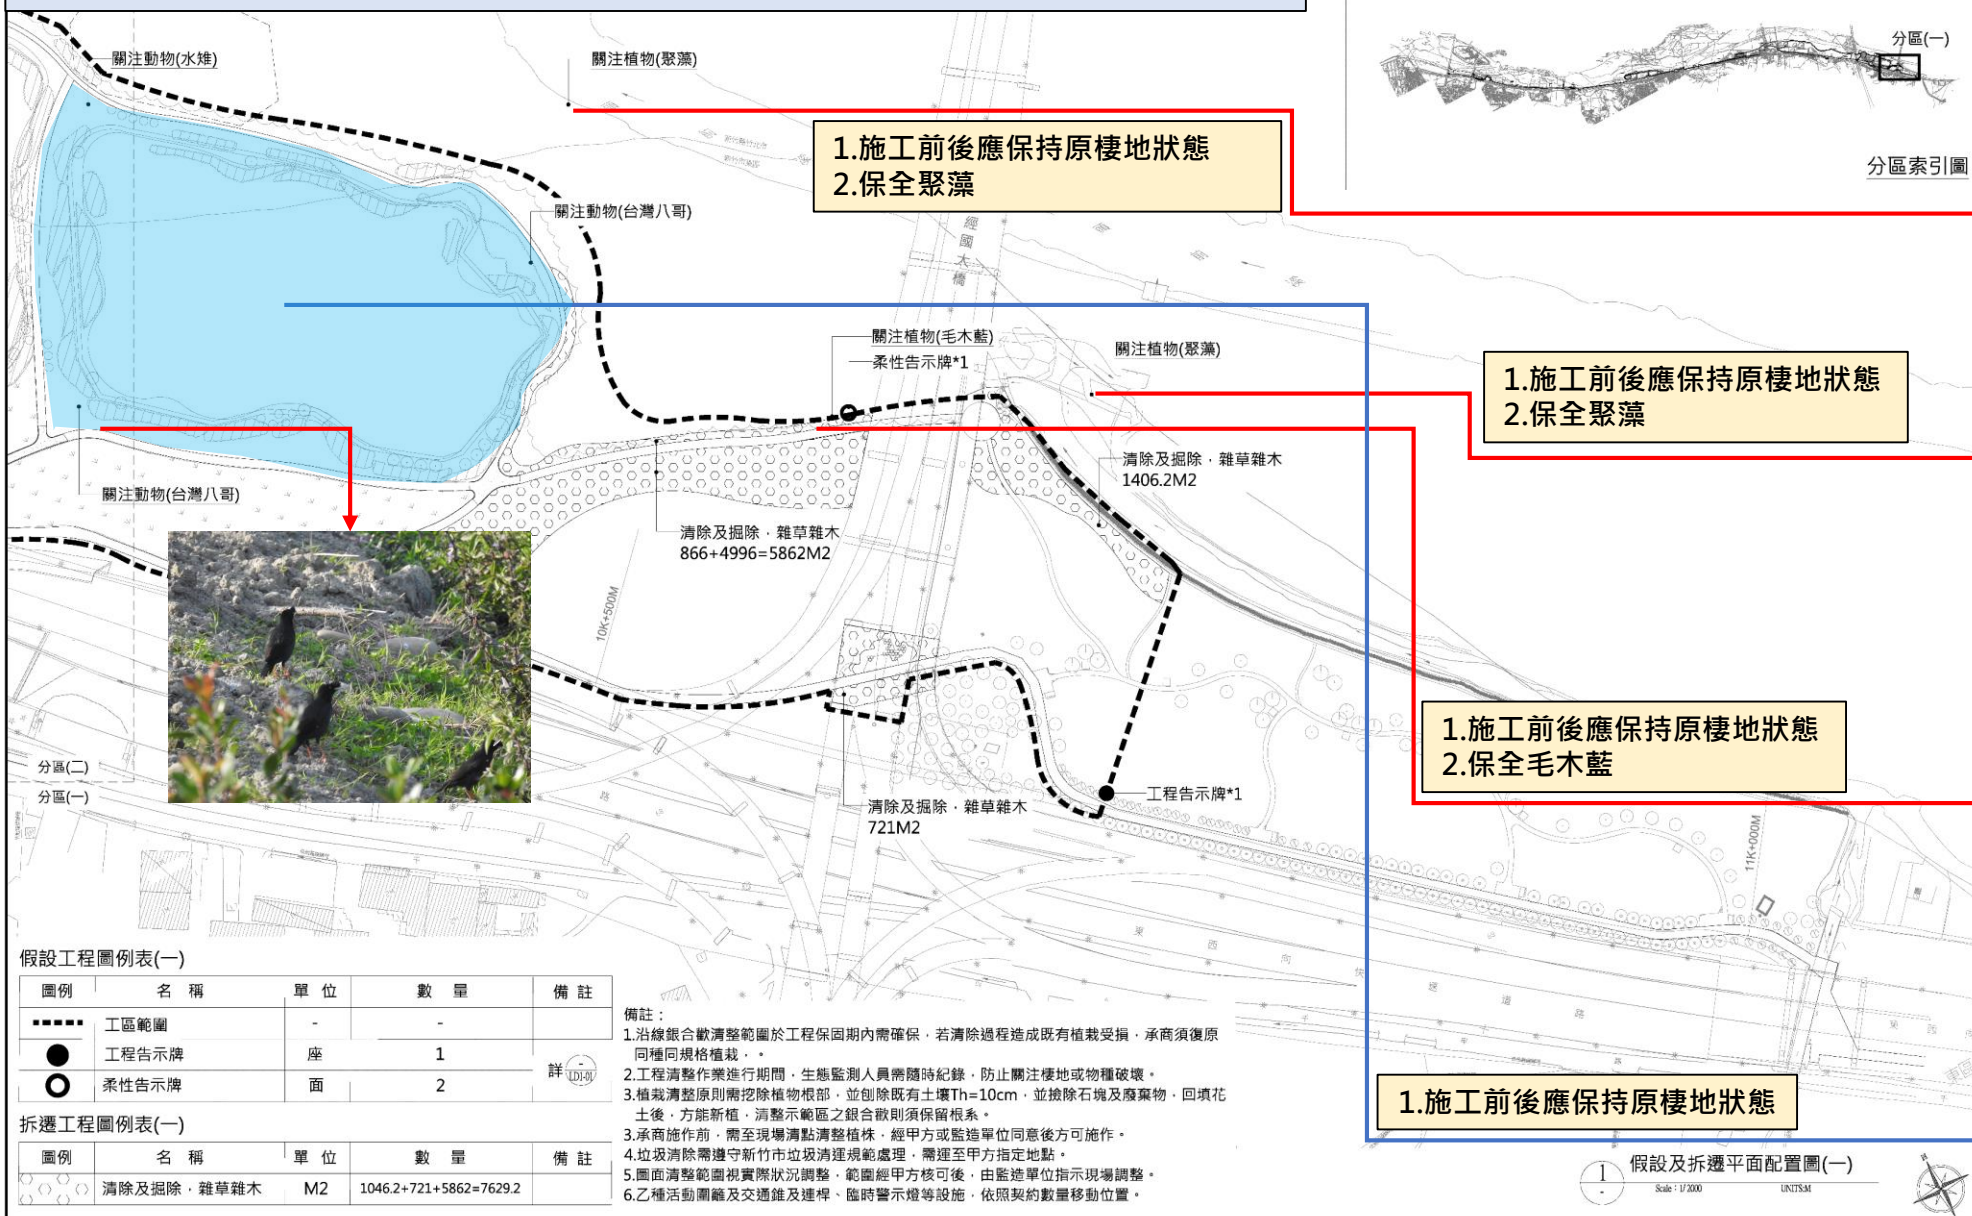 關注動物(水雉)
關注植物(聚藻)
分區(一)
分區索引圖
1.施工前後應保持原棲地狀態
2.保全聚藻
關注動物(台灣八哥)
經國大橋
關注植物(毛木藍)
柔性告示牌*1
關注植物(聚藻)
1.施工前後應保持原棲地狀態
2.保全聚藻
清除及掘除．雜草雜木
1406.2M2
關注動物(台灣八哥)
清除及掘除．雜草雜木
866+4996=5862M2
10K+500M
1.施工前後應保持原棲地狀態
2.保全毛木藍
分區(二)
分區(一)
工程告示牌*1
清除及掘除．雜草雜木
721M2
11K+000M
東西向快速道路
假設工程圖例表(一)
圖例 名稱 單位 數量 備註
工區範圍 - -
工程告示牌 座 1
詳 - LD1-01
柔性告示牌 面 2
拆遷工程圖例表(一)
圖例 名稱 單位 數量 備註
清除及掘除．雜草雜木 M2 1046.2+721+5862=7629.2
備註：
1.沿線銀合歡清整範圍於工程保固期內需確保．若清除過程造成既有植栽受損．承商須復原
同種同規格植栽．。
2.工程清整作業進行期間．生態監測人員需隨時紀錄．防止關注棲地或物種破壞。
3.植栽清整原則需挖除植物根部．並刨除既有土壤Th=10cm．並撿除石塊及廢棄物．回填花
土後．方能新植．清整示範區之銀合歡則須保留根系。
3.承商施作前．需至現場清點清整植株．經甲方或監造單位同意後方可施作。
4.垃圾清除需遵守新竹市垃圾清運規範處理．需運至甲方指定地點。
5.圖面清整範圍視實際狀況調整．範圍經甲方核可後．由監造單位指示現場調整。
6.乙種活動圍籬及交通錐及連桿、臨時警示燈等設施．依照契約數量移動位置。
1.施工前後應保持原棲地狀態
1
-
假設及拆遷平面配置圖(一)
Scale：1/2000 UNITS:M
N